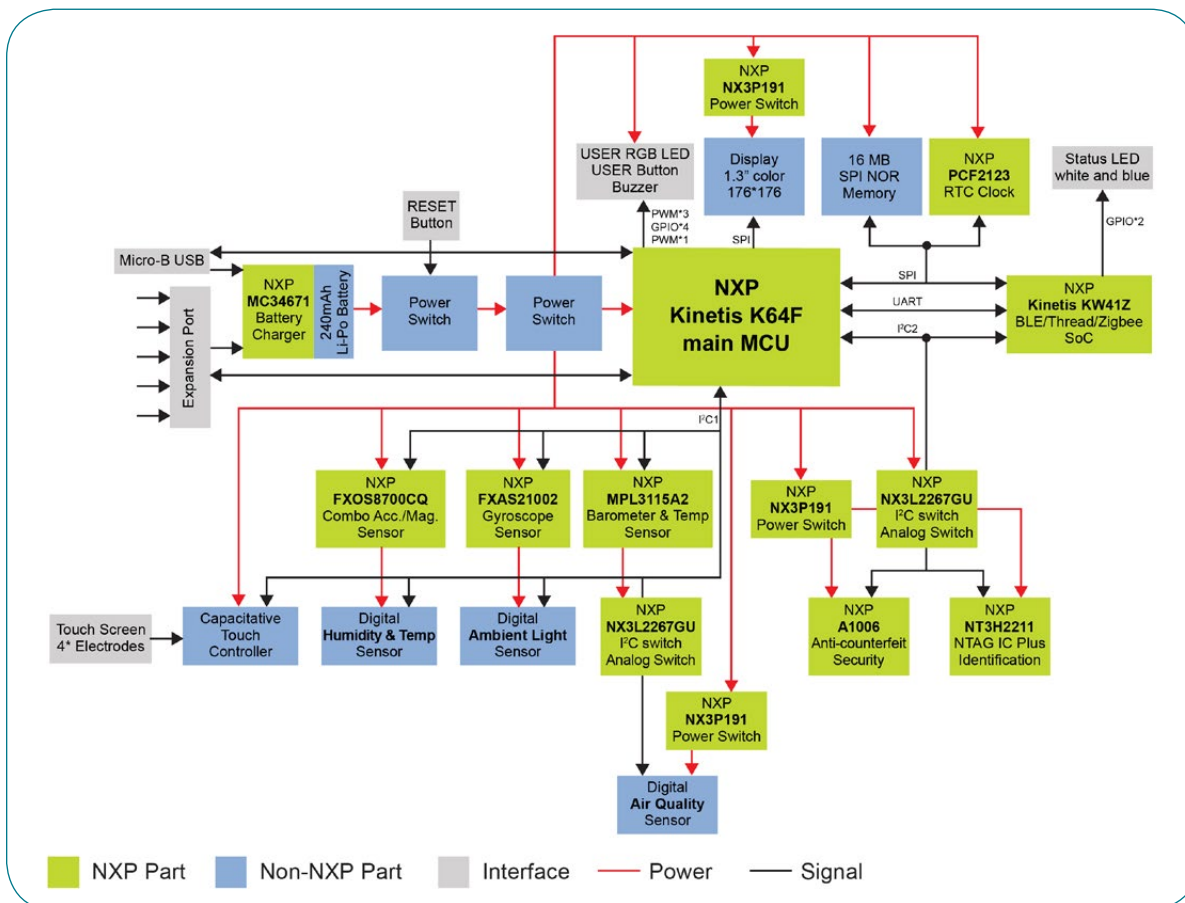 NXP
NX3P191
Power Switch
USER RGB LED
USER Button
Buzzer
Display
1.3" color
176*176
16 MB
SPI NOR
Memory
NXP
PCF2123
RTC Clock
Status LED
white and blue
RESET
Button
PWM*3
GPIO*4
PWM*1
SPI
GPIO*2
Micro-B USB
NXP
MC34671
Battery
Charger
240mAh
Li-Po Battery
Power
Switch
Power
Switch
NXP
Kinetis K64F
main MCU
SPI
UART
I²C2
NXP
Kinetis KW41Z
BLE/Thread/Zigbee
SoC
Expansion Port
I²C1
NXP
FXOS8700CQ
Combo Acc./Mag.
Sensor
NXP
FXAS21002
Gyroscope
Sensor
NXP
MPL3115A2
Barometer & Temp
Sensor
NXP
NX3P191
Power Switch
NXP
NX3L2267GU
I²C switch
Analog Switch
Touch Screen
4* Electrodes
Capacitative
Touch
Controller
Digital
Humidity & Temp
Sensor
Digital
Ambient Light
Sensor
NXP
NX3L2267GU
I²C switch
Analog Switch
NXP
A1006
Anti-counterfeit
Security
NXP
NT3H2211
NTAG IC Plus
Identification
NXP
NX3P191
Power Switch
Digital
Air Quality
Sensor
NXP Part
Non-NXP Part
Interface
Power
Signal